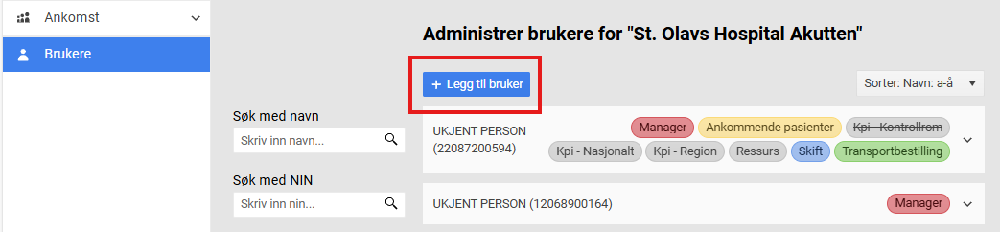 Ankomst
Brukere
Administrer brukere for "St. Olavs Hospital Akutten"
+ Legg til bruker
Sorter: Navn: a-å
Søk med navn
Skriv inn navn...
Søk med NIN
Skriv inn nin...
UKJENT PERSON
(22087200594)
Manager Ankommende pasienter Kpi - Kontrollrom
Kpi - Nasjonalt Kpi - Region Ressurs Skift Transportbestilling
UKJENT PERSON (12068900164) Manager